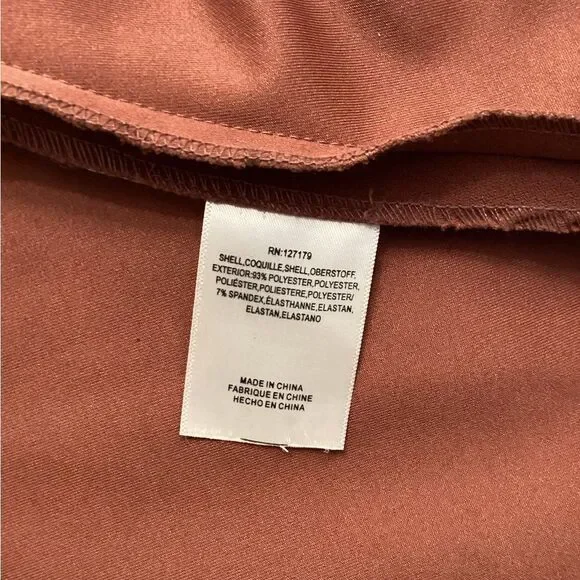 RN:127179
SHELL,COQUILLE,SHELL,OBERSTOFF,
EXTERIOR:93% POLYESTER,POLYESTER,
POLIÉSTER,POLIESTERE,POLYESTER/
7% SPANDEX,ÉLASTHANNE,ELASTAN,
ELASTAN,ELASTANO
MADE IN CHINA
FABRIQUE EN CHINE
HECHO EN CHINA